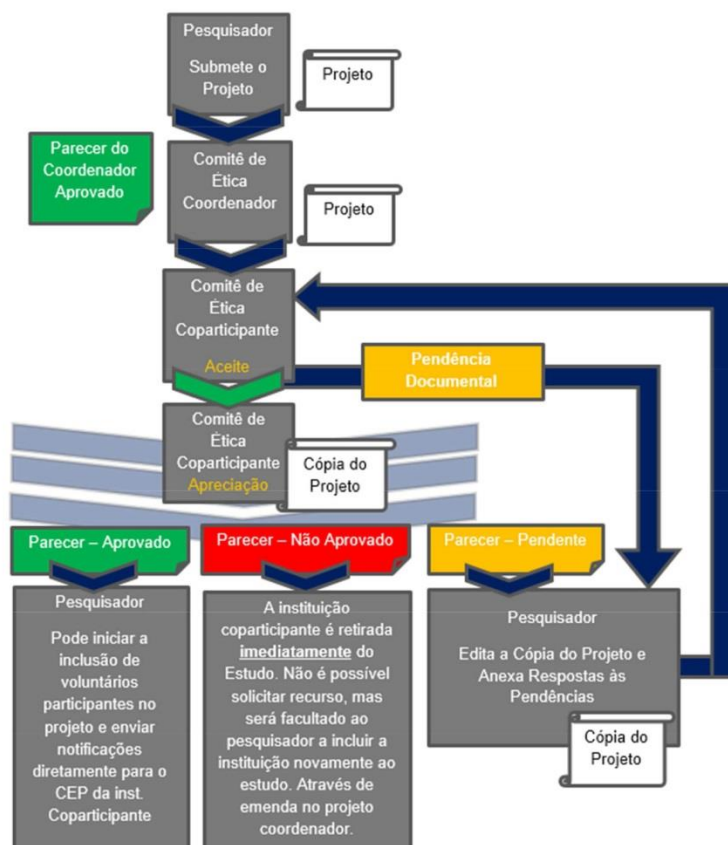 Pesquisador
Submete o
Projeto
Projeto
Parecer do
Coordenador
Aprovado
Comitê de
Ética
Coordenador
Projeto
Comitê de
Ética
Coparticipante
Aceite
Pendência
Documental
Comitê de
Ética
Coparticipante
Apreciação
Cópia do
Projeto
Parecer – Aprovado
Parecer – Não Aprovado
Parecer – Pendente
Pesquisador
Pode iniciar a
inclusão de
voluntários
participantes no
projeto e enviar
notificações
diretamente para o
CEP da inst.
Coparticipante
A instituição
coparticipante é retirada
imediatamente do
Estudo. Não é possível
solicitar recurso, mas
será facultado ao
pesquisador a incluir a
instituição novamente ao
estudo. Através de
emenda no projeto
coordenador.
Pesquisador
Edita a Cópia do Projeto e
Anexa Respostas às
Pendências
Cópia do
Projeto